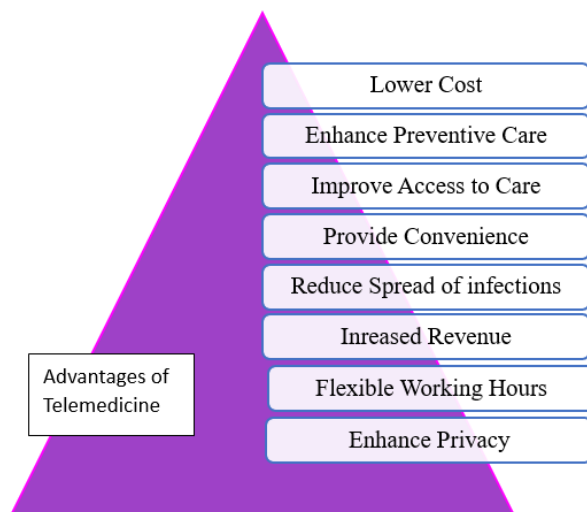 Lower Cost
Enhance Preventive Care
Improve Access to Care
Provide Convenience
Reduce Spread of infections
Inreased Revenue
Flexible Working Hours
Enhance Privacy
Advantages of
Telemedicine